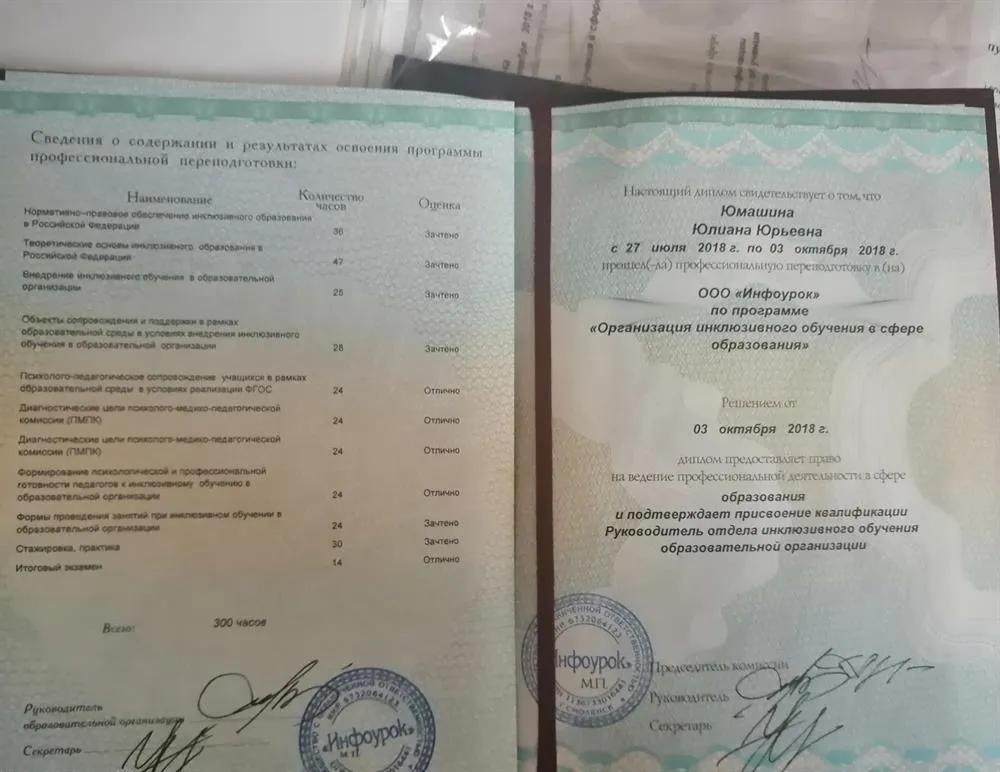 Сведения о содержании и результатах освоения программы
профессиональной переподготовки:
Наименование Количество часов Оценка
Нормативно-правовое обеспечение инклюзивного образования
в Российской Федерации 36 Зачтено
Теоретические основы инклюзивного образования в
Российской Федерации 47 Зачтено
Внедрение инклюзивного обучения в образовательной
организации 25 Зачтено
Объекты сопровождения и поддержки в рамках
образовательной среды в условиях внедрения инклюзивного
обучения в образовательной организации 28 Зачтено
Психолого-педагогическое сопровождение учащихся в рамках
образовательной среды в условиях реализации ФГОС 24 Отлично
Диагностические цели психолого-медико-педагогической
комиссии (ПМПК) 24 Отлично
Диагностические цели психолого-медико-педагогической
комиссии (ПМПК) 24 Отлично
Формирование психологической и профессиональной
готовности педагогов к инклюзивному обучению в
образовательной организации 24 Отлично
Формы проведения занятий при инклюзивном обучении в
образовательной организации 24 Зачтено
Стажировка, практика 30 Зачтено
Итоговый экзамен 14 Отлично
Всего: 300 часов
Руководитель
образовательной организации
Секретарь
«Инфоурок»
М.П.
Настоящий диплом свидетельствует о том, что
Юмашина
Юлиана Юрьевна
с 27 июля 2018 г. по 03 октября 2018 г.
прошел(-ла) профессиональную переподготовку в (на)
ООО «Инфоурок»
по программе
«Организация инклюзивного обучения в сфере
образования»
Решением от
03 октября 2018 г.
диплом предоставляет право
на ведение профессиональной деятельности в сфере
образования
и подтверждает присвоение квалификации
Руководитель отдела инклюзивного обучения
образовательной организации
Председатель комиссии
Руководитель
Секретарь
Инфоурок»
М.П.
г. Смоленск